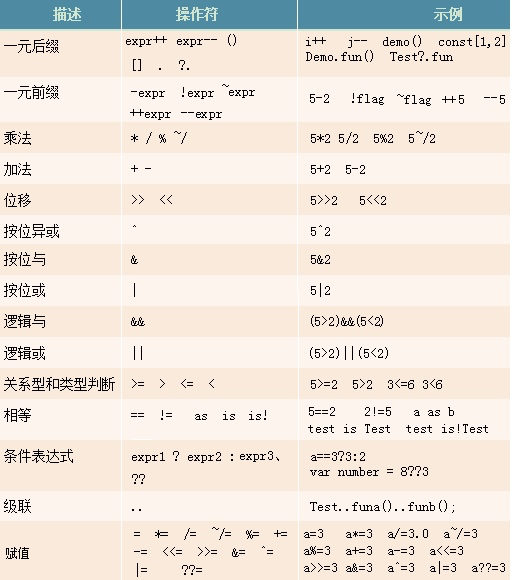 描述 操作符 示例
一元后缀 expr++ expr-- () i++ j-- demo() const[1,2]
[] . ?. Demo.fun() Test?.fun
一元前缀 -expr !expr ~expr 5-2 !flag ~flag ++5 --5
++expr --expr
乘法 * / % ~/ 5*2 5/2 5%2 5~/2
加法 + - 5+2 5-2
位移 >> << 5>>2 5<<2
按位异或 ^ 5^2
按位与 & 5&2
按位或 | 5|2
逻辑与 && (5>2)&&(5<2)
逻辑或 || (5>2)||(5<2)
关系型和类型判断 >= > <= < 5>=2 5>2 3<=6 3<6
相等 == != as is is! 5==2 2!=5 a as b
test is Test test is!Test
条件表达式 expr1 ? expr2 : expr3、 a==3?3:2
?? var number = 8??3
级联 .. Test..funa()..funb();
赋值 = *= /= ~/= %= += a=3 a*=3 a/=3.0 a~/=3
-= <<= >>= &= ^= a%=3 a+=3 a-=3 a<<=3
|= ??= a>>=3 a&=3 a^=3 a|=3 a??=3